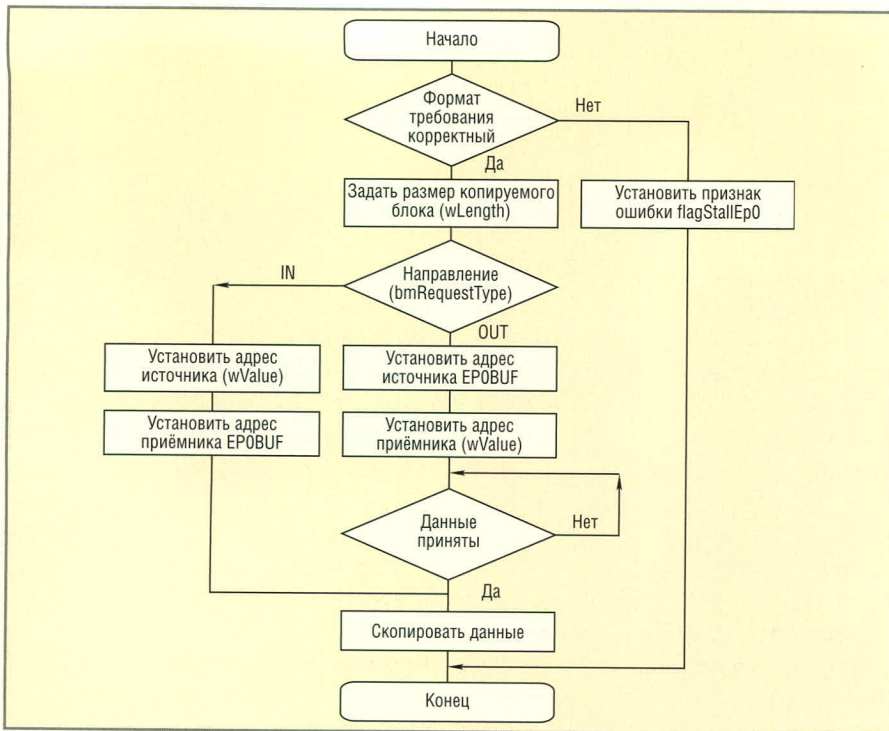 Начало
Формат
требования
корректный
Нет
Да
Задать размер копируемого
блока (wLength)
Установить признак
ошибки flagStallEp0
IN
Направление
(bmRequestType)
OUT
Установить адрес
источника (wValue)
Установить адрес
источника EP0BUF
Установить адрес
приёмника EP0BUF
Установить адрес
приёмника (wValue)
Данные
приняты
Нет
Да
Скопировать данные
Конец